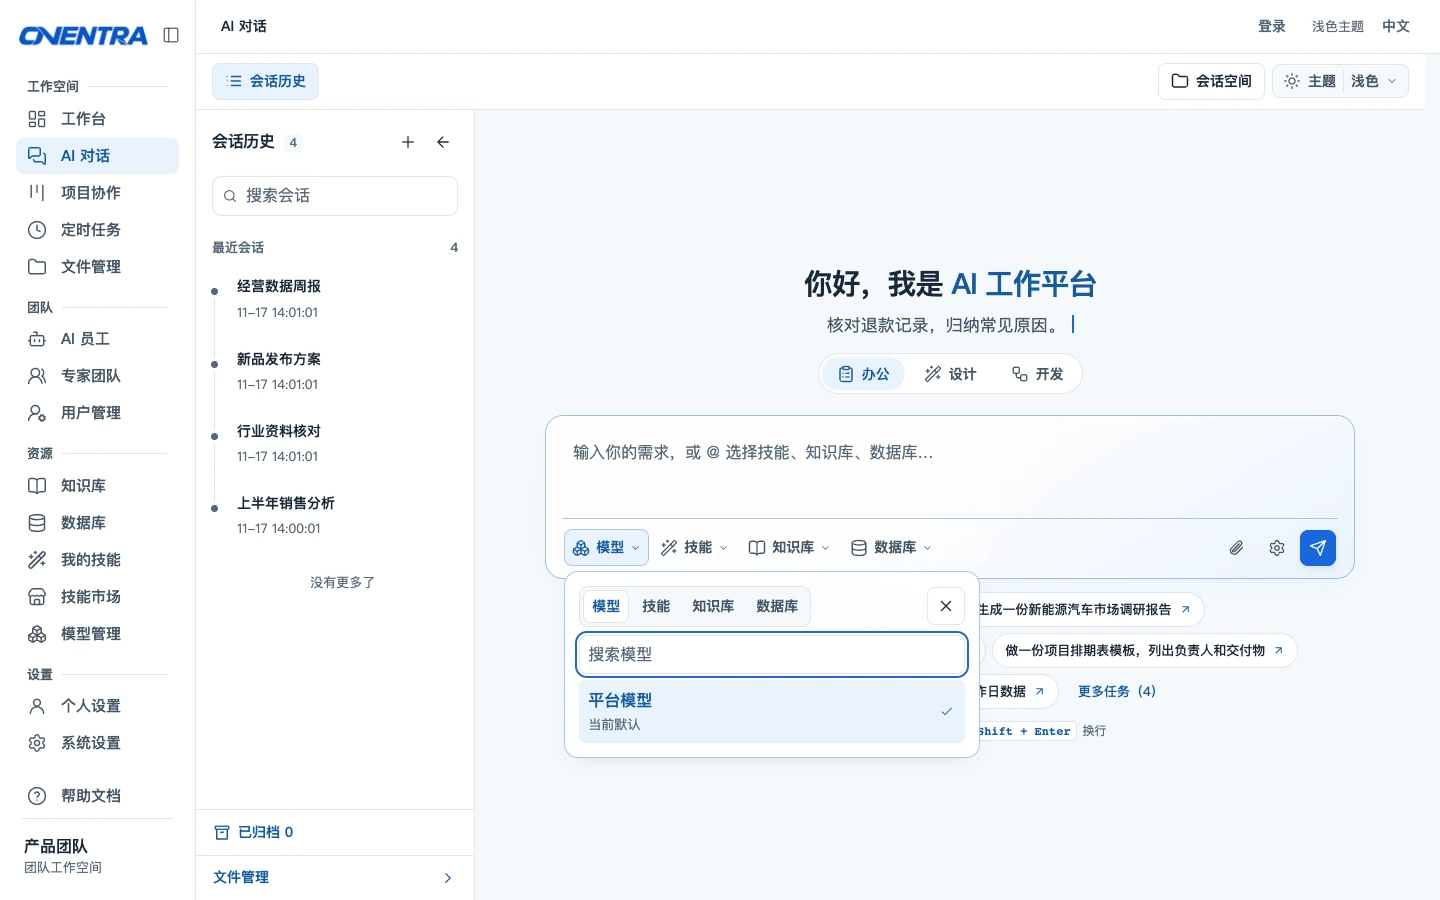 ONENTRA
AI 对话
登录
浅色主题
中文
工作空间
工作台
AI 对话
项目协作
定时任务
文件管理
团队
AI 员工
专家团队
用户管理
资源
知识库
数据库
我的技能
技能市场
模型管理
设置
个人设置
系统设置
帮助文档
产品团队
团队工作空间
会话历史
会话空间
主题
浅色
会话历史 4
搜索会话
最近会话 4
经营数据周报
11-17 14:01:01
新品发布方案
11-17 14:01:01
行业资料核对
11-17 14:01:01
上半年销售分析
11-17 14:00:01
没有更多了
已归档 0
文件管理
你好，我是 AI 工作平台
核对退款记录，归纳常见原因。
办公
设计
开发
输入你的需求，或 @ 选择技能、知识库、数据库...
模型
技能
知识库
数据库
模型
技能
知识库
数据库
搜索模型
平台模型
当前默认
生成一份新能源汽车市场调研报告
做一份项目排期表模板，列出负责人和交付物
昨日数据
更多任务（4）
Shift + Enter 换行